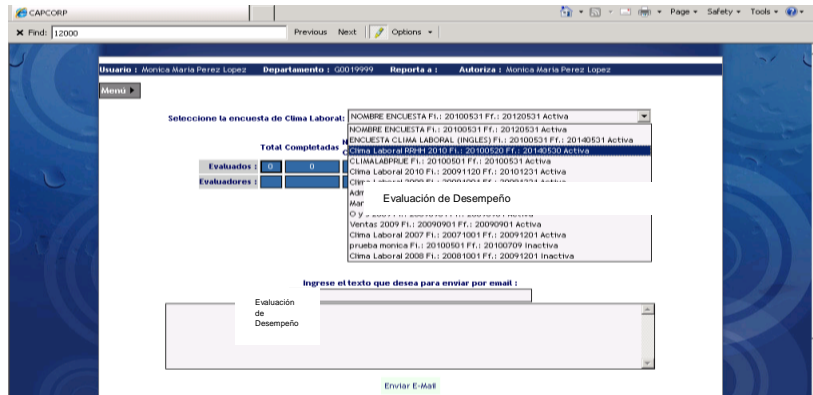 CAPCORP
Page Safety Tools
Find: 12000 Previous Next Options
Usuario : Monica Maria Perez Lopez Departamento : G0019999 Reporta a : Autoriza : Monica Maria Perez Lopez
Menú
Seleccione la encuesta de Clima Laboral: NOMBRE ENCUESTA Fi.: 20100531 Ff.: 20120531 Activa
NOMBRE ENCUESTA Fi.: 20100531 Ff.: 20120531 Activa
ENCUESTA CLIMA LABORAL (INGLES) Fi.: 20100531 Ff.: 20140531 Activa
Total Completadas
Clima Laboral RRHH 2010 Fi.: 20100520 Ff.: 20140530 Activa
CLIMALABPRUE Fi.: 20100501 Ff.: 20100531 Activa
Evaluados : 0 0
Clima Laboral 2010 Fi.: 20091120 Ff.: 20101231 Activa
Evaluadores :
Evaluación de Desempeño
Ventas 2009 Fi.: 20090901 Ff.: 20090901 Activa
Clima Laboral 2007 Fi.: 20071001 Ff.: 20091201 Activa
prueba monica Fi.: 20100501 Ff.: 20100709 Inactiva
Clima Laboral 2008 Fi.: 20081001 Ff.: 20091201 Inactiva
Ingrese el texto que desea para enviar por email :
Evaluación
de
Desempeño
Enviar E-Mail